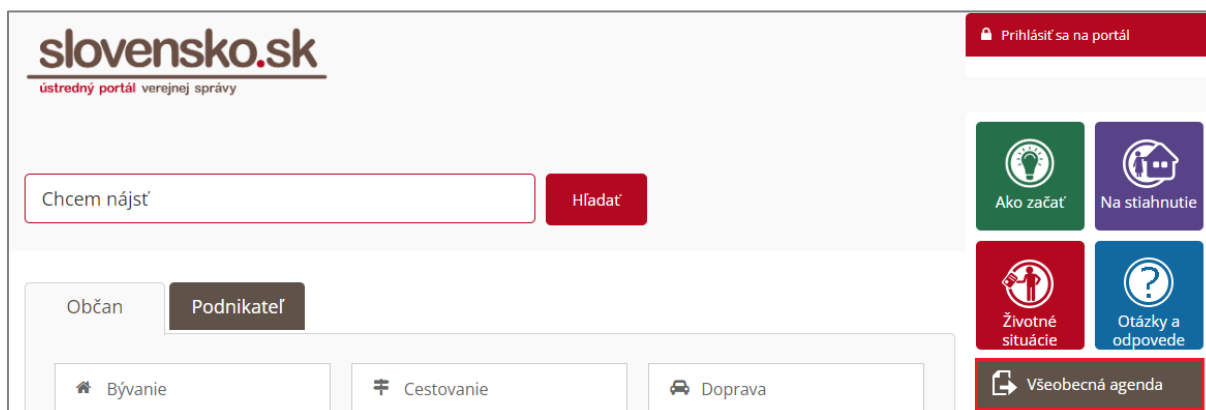 slovensko.sk
ústredný portál verejnej správy
Prihlásiť sa na portál
Chcem nájsť
Hľadať
Ako začať
Na stiahnutie
Životné
situácie
Otázky a
odpovede
Všeobecná agenda
Občan
Podnikateľ
Bývanie
Cestovanie
Doprava